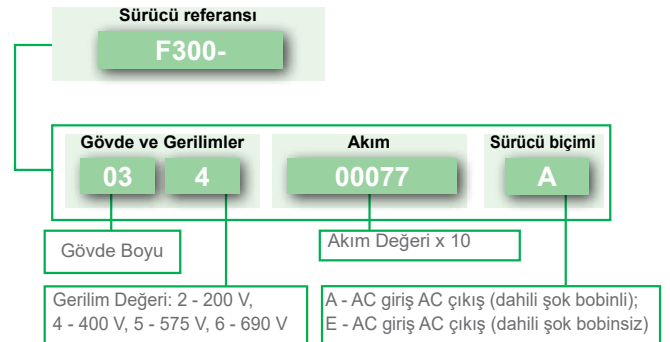 Sürücü referansı
F300-
Gövde ve Gerilimler
Akım
Sürücü biçimi
03
4
00077
A
Gövde Boyu
Akım Değeri x 10
Gerilim Değeri: 2 - 200 V,
4 - 400 V, 5 - 575 V, 6 - 690 V
A - AC giriş AC çıkış (dahili şok bobinli);
E - AC giriş AC çıkış (dahili şok bobinsiz)